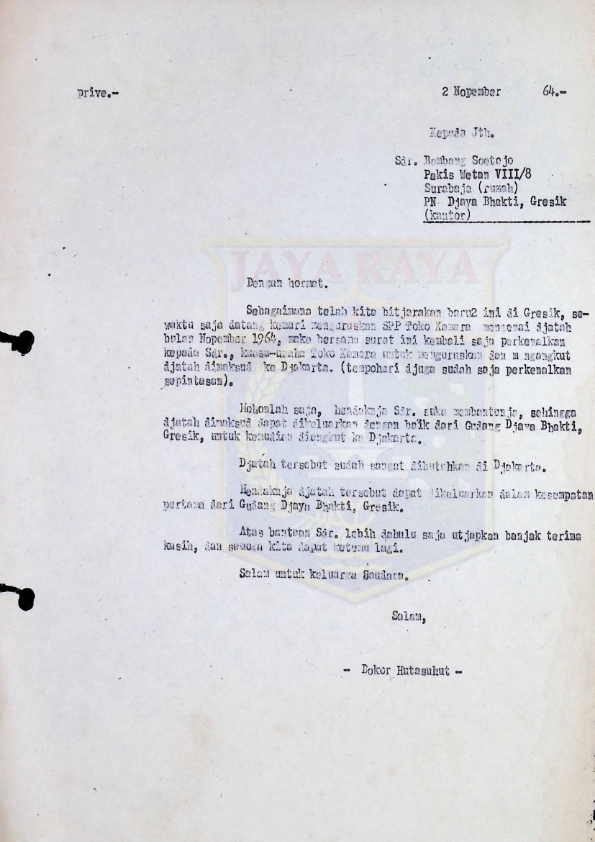 prive.-
2 Nopember 64.-
Kepada Jth.
Sdr. Bambang Soetojo
Pakis Wetan VIII/8
Surabaja (rumah)
PN Djaya Bhakti, Gresik
(kantor)
JAYA RAYA
Dengan hormat.
Sebagaimana telah kita bitjarakan baru2 ini di Gresik, se-
waktu saja datang kemari menguruskan SPP Toko Kamara mengenai djatah
bulan Nopember 1964, maka bersama surat ini kembali saja perkenalkan
kepada Sdr., kuasa-usaha Toko Kamara untuk menguruskan dan m ngangkut
djatah dimaksud ke Djakarta. (tempohari djuga sudah saja perkenalkan
sepintasan).
Mohonlah saja, hendaknja Sdr. suka membantunja, sehingga
djatah dimaksud dapat dikeluarkan dengan baik dari Gudang Djaya Bhakti,
Gresik, untuk kemudian diangkut ke Djakarta.
Djatah tersebut sudah sangat dibutuhkan di Djakarta.
Hendaknja djatah tersebut dapat dikeluarkan dalam kesempatan
pertama dari Gudang Djaya Bhakti, Gresik.
Atas bantuan Sdr. lebih dahulu saja utjapkan banjak terima
kasih, dan semoga kita dapat ketemu lagi.
Salam untuk keluarga Saudara.
Salam,
- Dokor Hutasuhut -